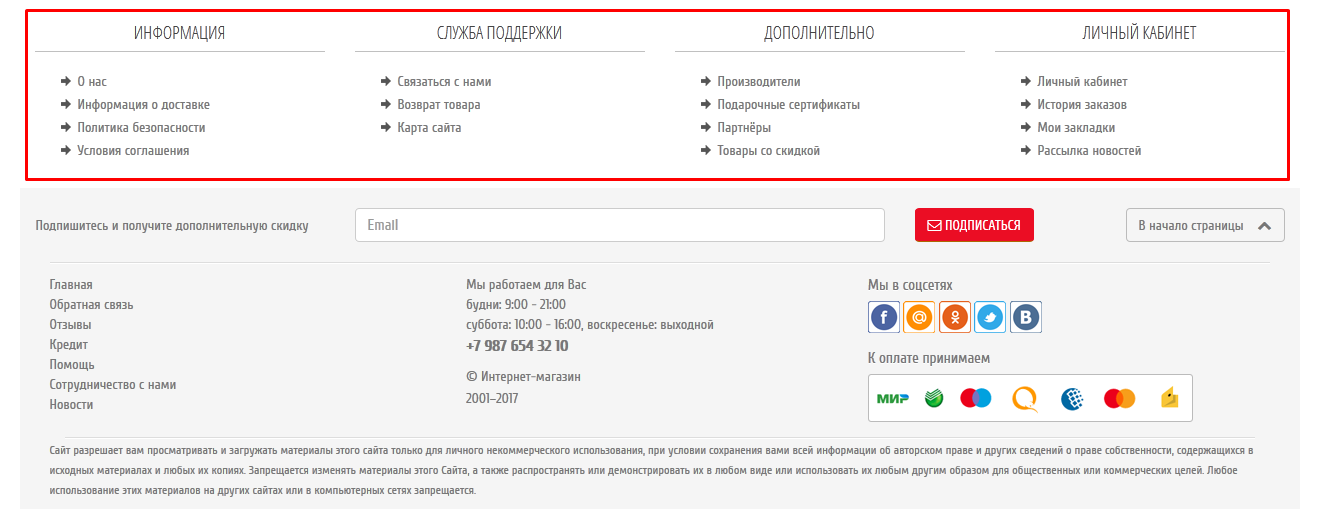 ИНФОРМАЦИЯ
О нас
Информация о доставке
Политика безопасности
Условия соглашения
СЛУЖБА ПОДДЕРЖКИ
Связаться с нами
Возврат товара
Карта сайта
ДОПОЛНИТЕЛЬНО
Производители
Подарочные сертификаты
Партнёры
Товары со скидкой
ЛИЧНЫЙ КАБИНЕТ
Личный кабинет
История заказов
Мои закладки
Рассылка новостей
Подпишитесь и получите дополнительную скидку
Email
ПОДПИСАТЬСЯ
В начало страницы
Главная
Обратная связь
Отзывы
Кредит
Помощь
Сотрудничество с нами
Новости
Мы работаем для Вас
будни: 9:00 - 21:00
суббота: 10:00 - 16:00, воскресенье: выходной
+7 987 654 32 10
© Интернет-магазин
2001–2017
Мы в соцсетях
К оплате принимаем
МИР
Сайт разрешает вам просматривать и загружать материалы этого сайта только для личного некоммерческого использования, при условии сохранения вами всей информации об авторском праве и других сведений о праве собственности, содержащихся в
исходных материалах и любых их копиях. Запрещается изменять материалы этого Сайта, а также распространять или демонстрировать их в любом виде или использовать их любым другим образом для общественных или коммерческих целей. Любое
использование этих материалов на других сайтах или в компьютерных сетях запрещается.